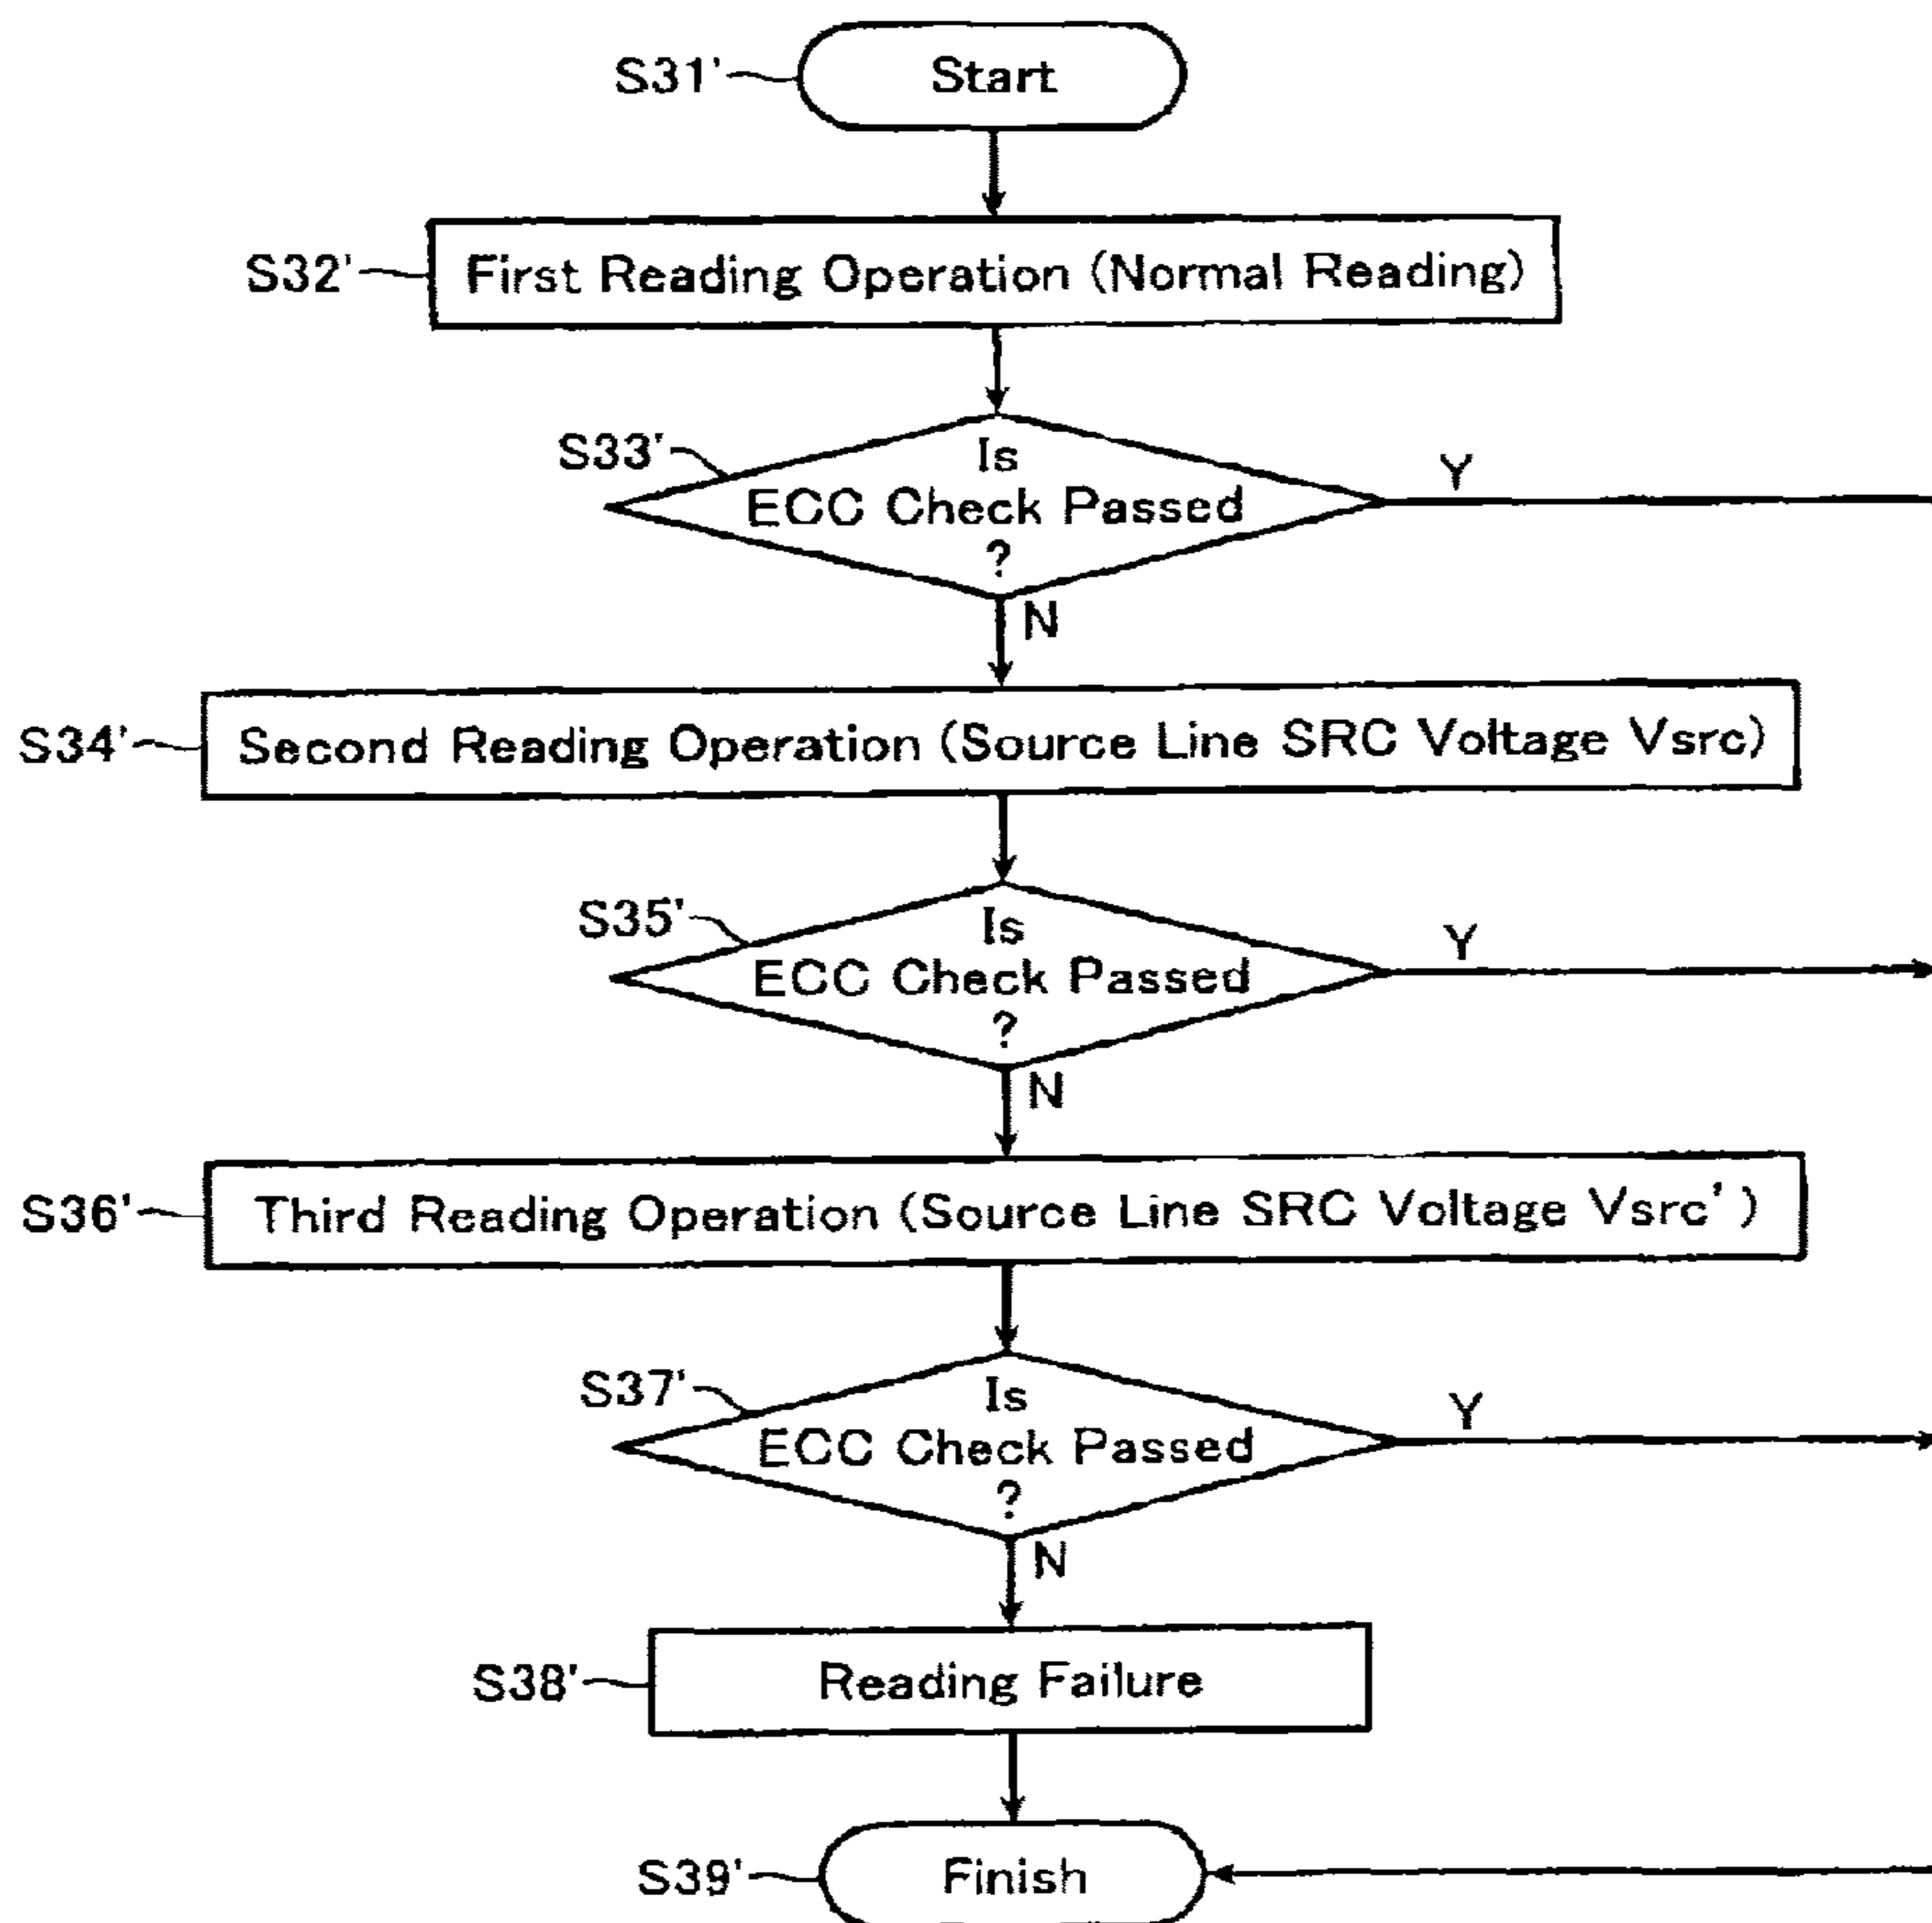 S31'
Start
S32'
First Reading Operation (Normal Reading)
S33'
Is
ECC Check Passed
?
Y
N
S34'
Second Reading Operation (Source Line SRC Voltage Vsrc)
S35'
Is
ECC Check Passed
?
Y
N
S36'
Third Reading Operation (Source Line SRC Voltage Vsrc')
S37'
Is
ECC Check Passed
?
Y
N
S38'
Reading Failure
S39'
Finish